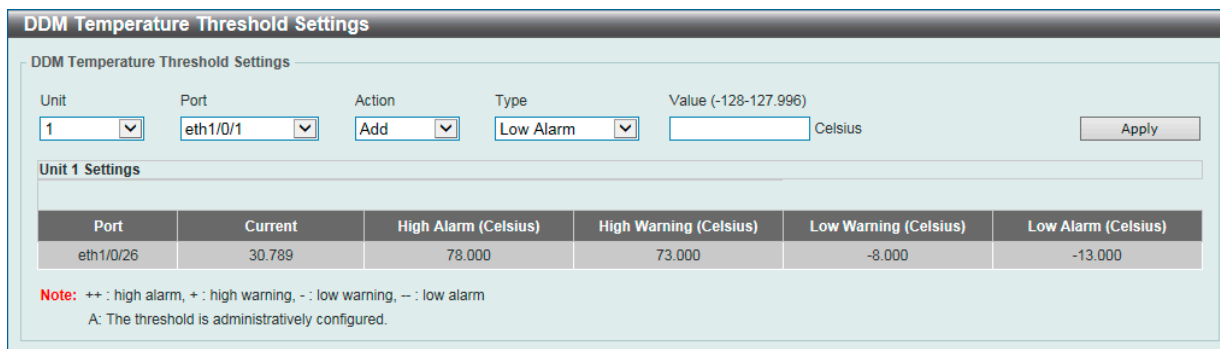 DDM Temperature Threshold Settings
DDM Temperature Threshold Settings
Unit Port Action Type Value (-128-127.996)
1 eth1/0/1 Add Low Alarm Celsius Apply
Unit 1 Settings
Port Current High Alarm (Celsius) High Warning (Celsius) Low Warning (Celsius) Low Alarm (Celsius)
eth1/0/26 30.789 78.000 73.000 -8.000 -13.000
Note: ++ : high alarm, + : high warning, - : low warning, -- : low alarm
A: The threshold is administratively configured.